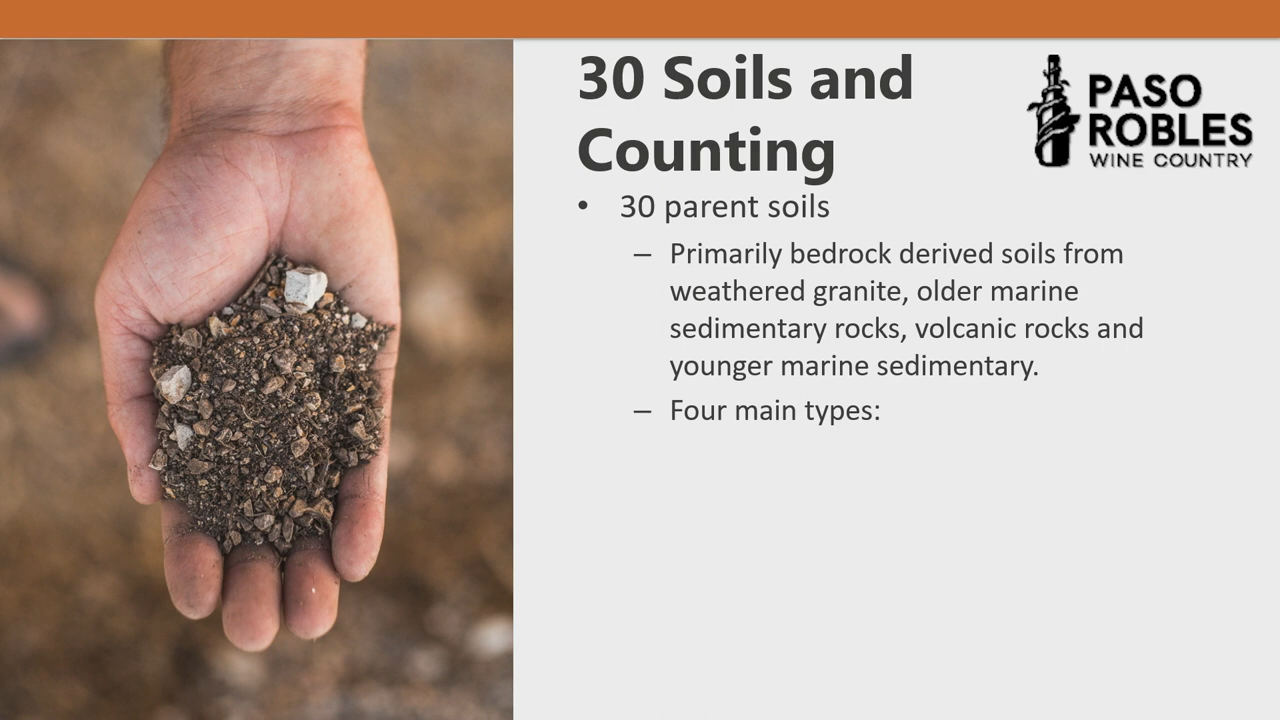 30 Soils and
Counting
PASO
ROBLES
WINE COUNTRY
• 30 parent soils
– Primarily bedrock derived soils from
weathered granite, older marine
sedimentary rocks, volcanic rocks and
younger marine sedimentary.
– Four main types: